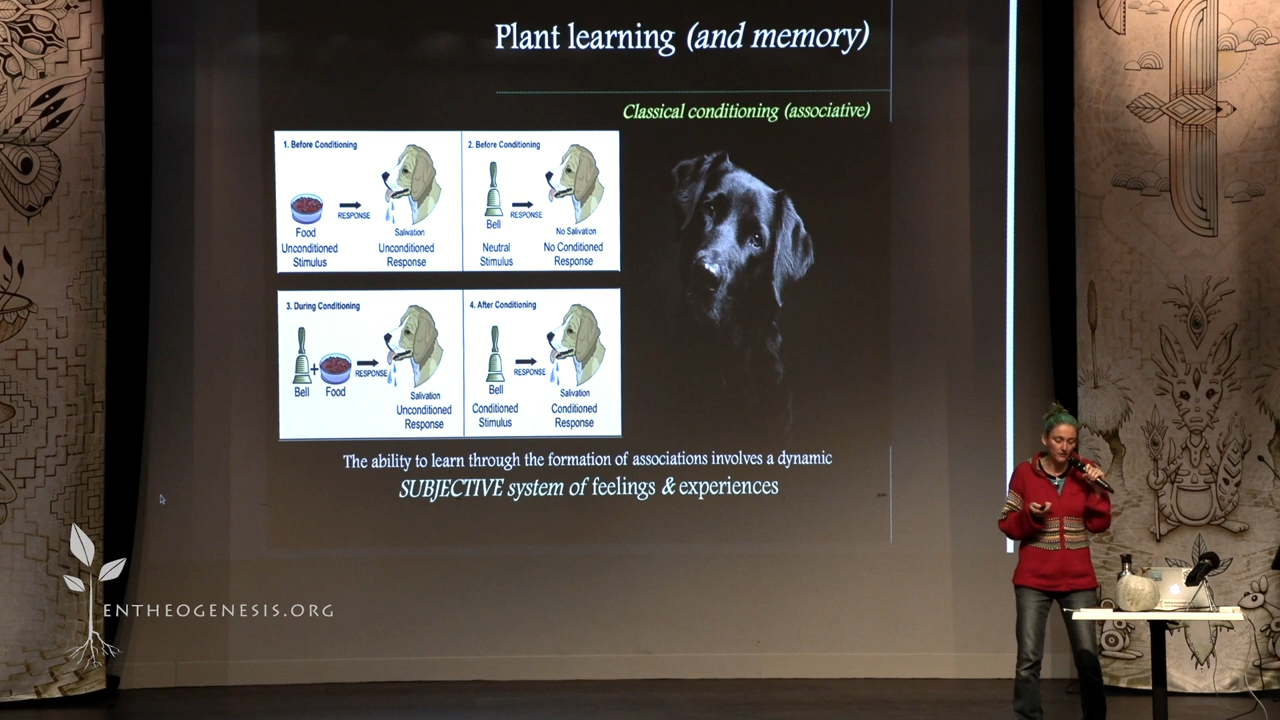 Plant learning (and memory)
Classical conditioning (associative)
1. Before Conditioning
RESPONSE
Food
Salivation
Unconditioned
Stimulus
Unconditioned
Response
2. Before Conditioning
RESPONSE
Bell
No Salivation
Neutral
Stimulus
No Conditioned
Response
3. During Conditioning
+
RESPONSE
Bell
Food
Salivation
Unconditioned
Response
4. After Conditioning
RESPONSE
Bell
Salivation
Conditioned
Stimulus
Conditioned
Response
The ability to learn through the formation of associations involves a dynamic
SUBJECTIVE system of feelings & experiences
ENTHEOGENESIS.ORG